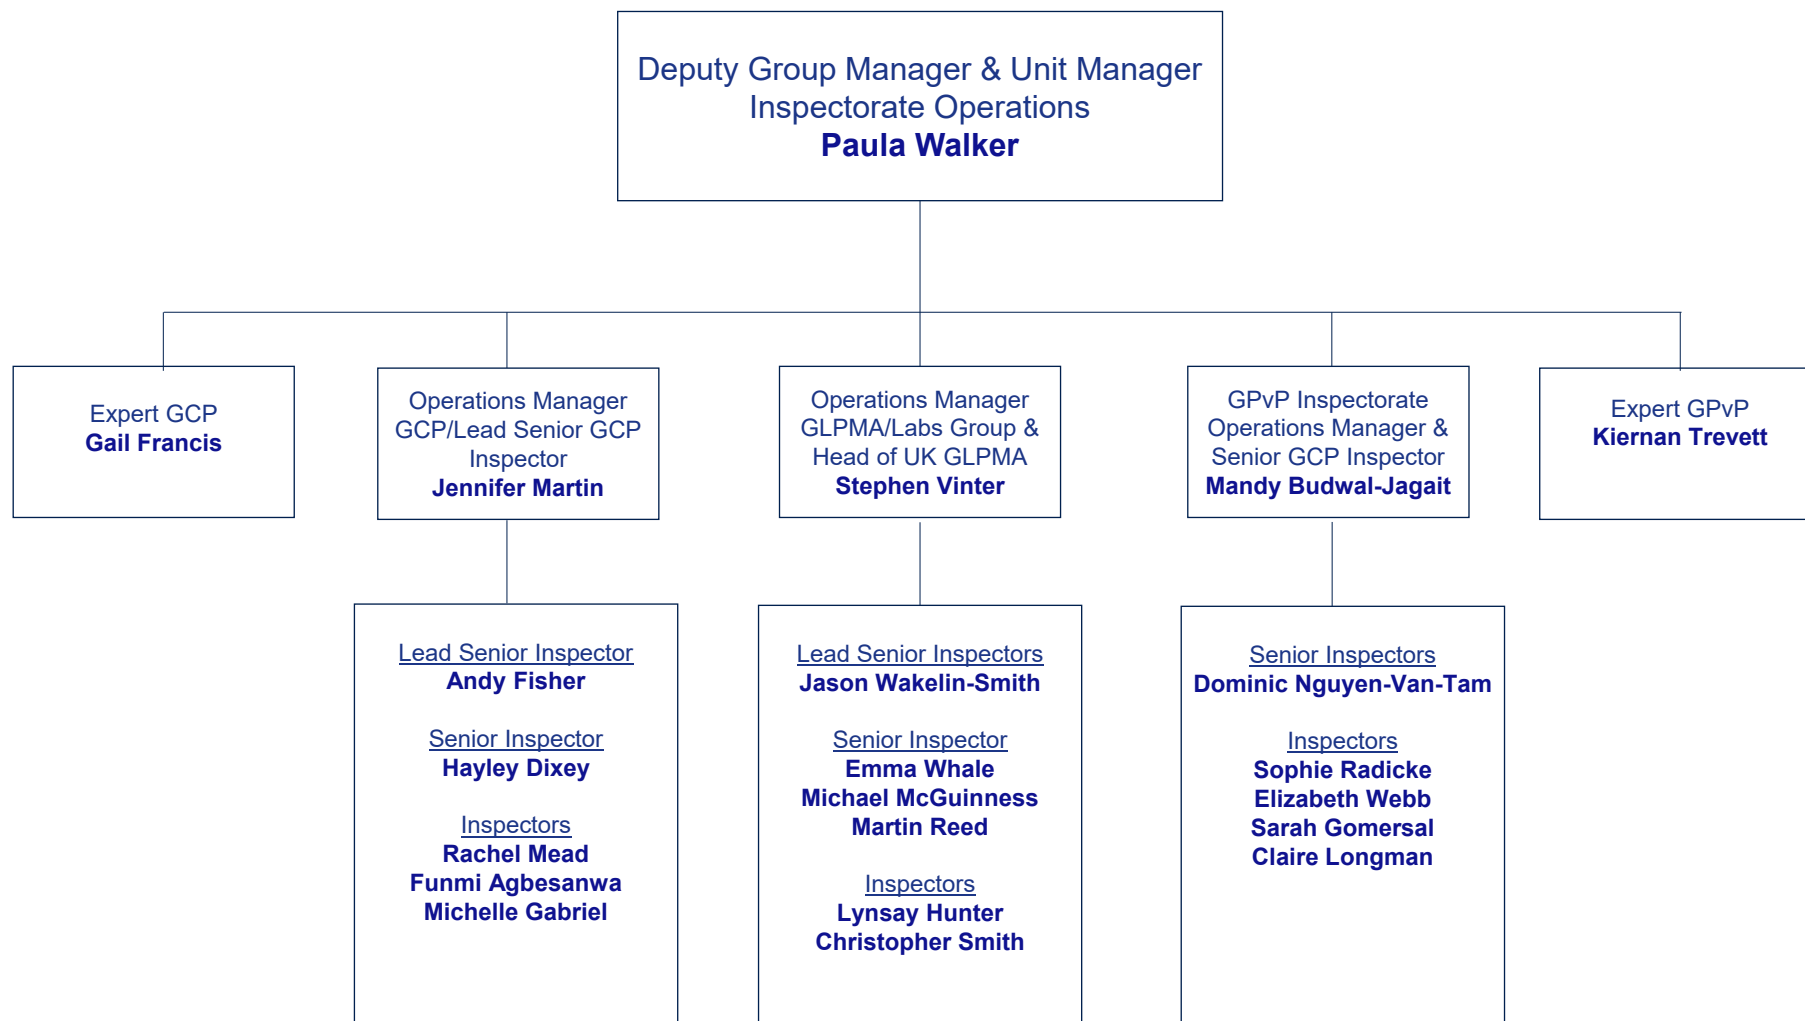 Deputy Group Manager & Unit Manager
Inspectorate Operations
Paula Walker
Expert GCP
Gail Francis
Operations Manager
GCP/Lead Senior GCP
Inspector
Jennifer Martin
Operations Manager
GLPMA/Labs Group &
Head of UK GLPMA
Stephen Vinter
GPvP Inspectorate
Operations Manager &
Senior GCP Inspector
Mandy Budwal-Jagait
Expert GPvP
Kiernan Trevett
Lead Senior Inspector
Andy Fisher
Senior Inspector
Hayley Dixey
Inspectors
Rachel Mead
Funmi Agbesanwa
Michelle Gabriel
Lead Senior Inspectors
Jason Wakelin-Smith
Senior Inspector
Emma Whale
Michael McGuinness
Martin Reed
Inspectors
Lynsay Hunter
Christopher Smith
Senior Inspectors
Dominic Nguyen-Van-Tam
Inspectors
Sophie Radicke
Elizabeth Webb
Sarah Gomersal
Claire Longman